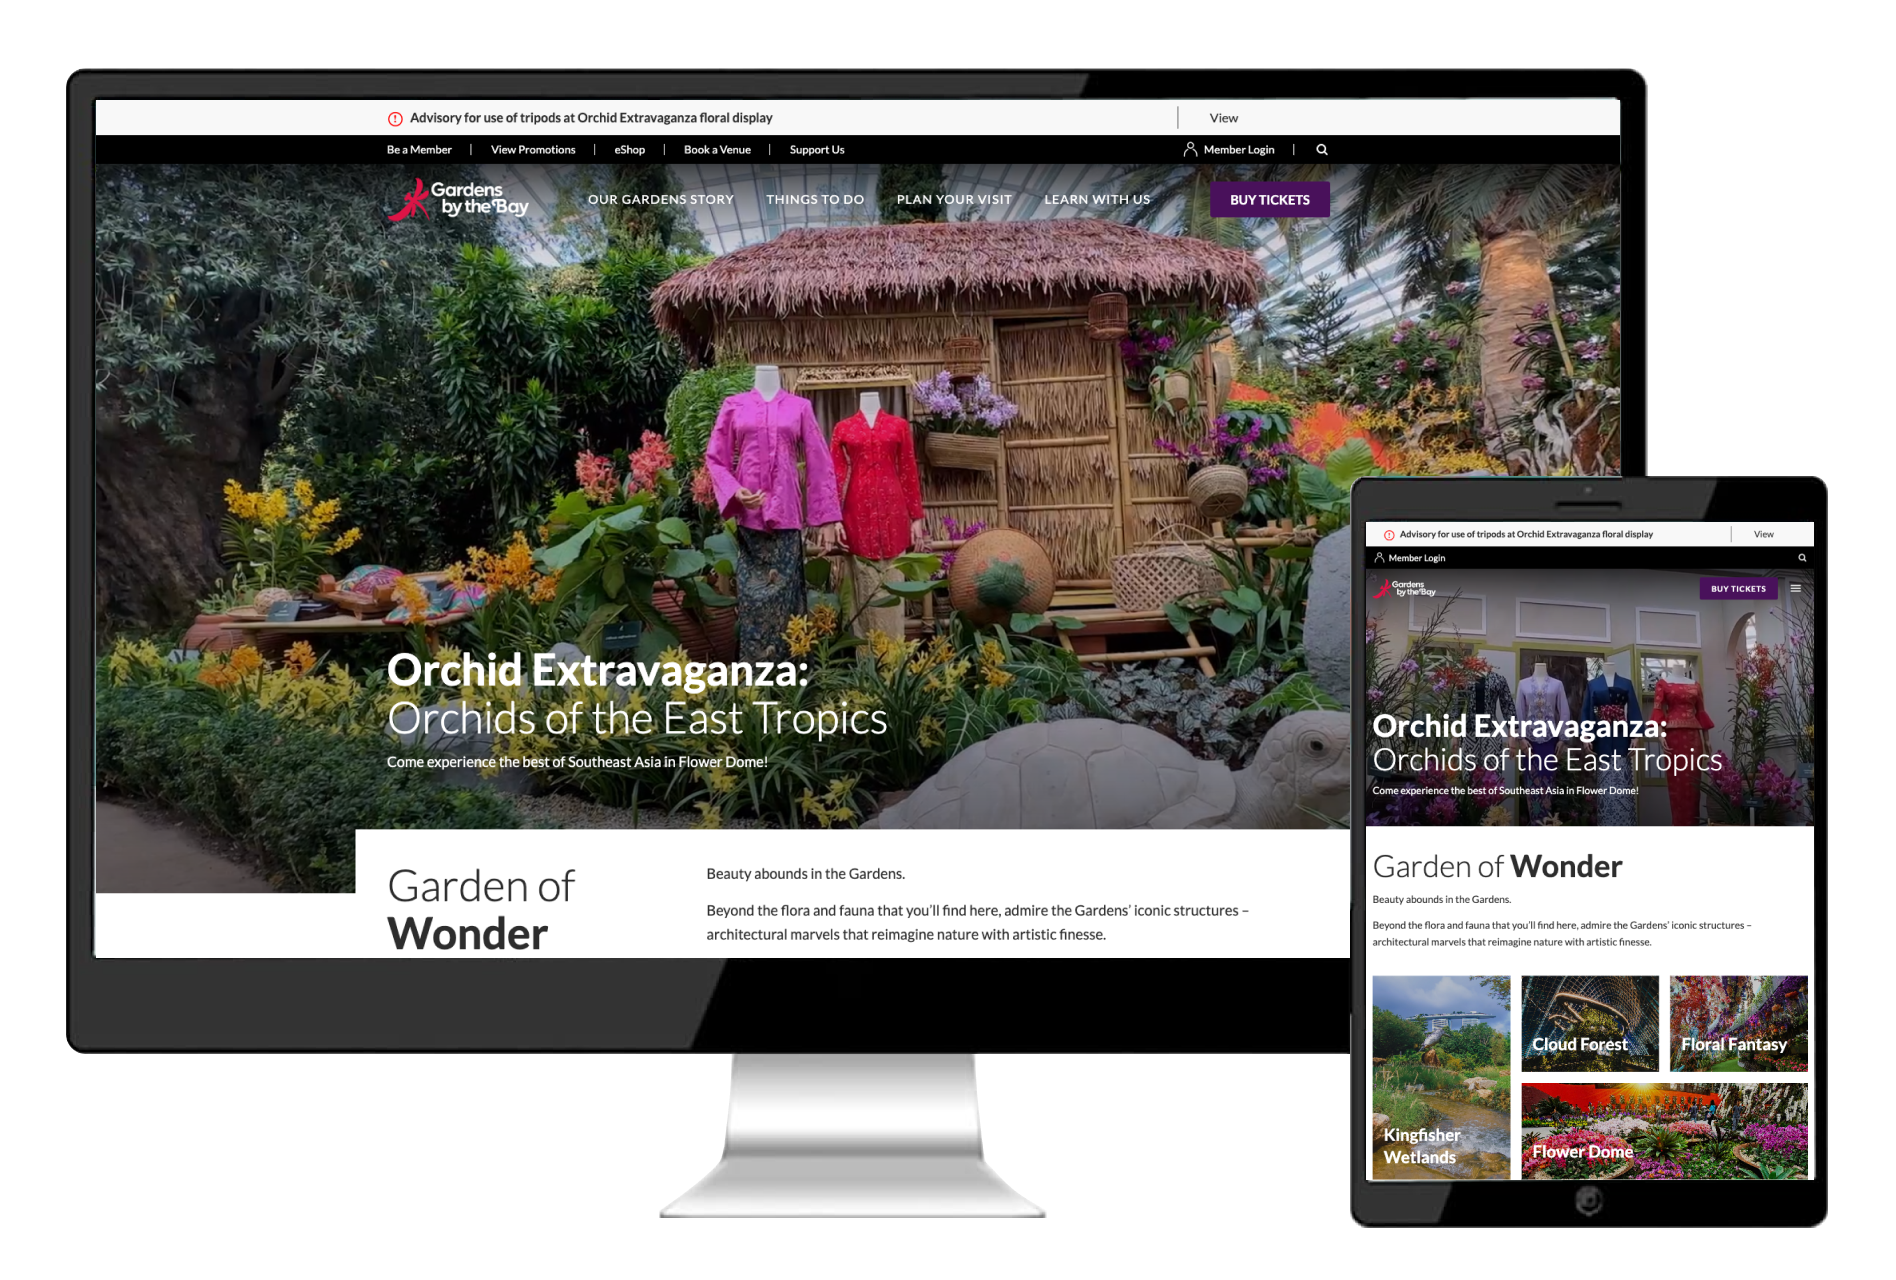 Advisory for use of tripods at Orchid Extravaganza floral display
View
Be a Member | View Promotions | eShop | Book a Venue | Support Us
Member Login |
Gardens
by the Bay
OUR GARDENS STORY
THINGS TO DO
PLAN YOUR VISIT
LEARN WITH US
BUY TICKETS
Orchid Extravaganza:
Orchids of the East Tropics
Come experience the best of Southeast Asia in Flower Dome!
Garden of
Wonder
Beauty abounds in the Gardens.
Beyond the flora and fauna that you’ll find here, admire the Gardens’ iconic structures –
architectural marvels that reimagine nature with artistic finesse.
Advisory for use of tripods at Orchid Extravaganza floral display
View
Member Login
Gardens
by the Bay
BUY TICKETS
Orchid Extravaganza:
Orchids of the East Tropics
Come experience the best of Southeast Asia in Flower Dome!
Garden of Wonder
Beauty abounds in the Gardens.
Beyond the flora and fauna that you’ll find here, admire the Gardens’ iconic structures –
architectural marvels that reimagine nature with artistic finesse.
Cloud Forest
Floral Fantasy
Kingfisher
Wetlands
Flower Dome